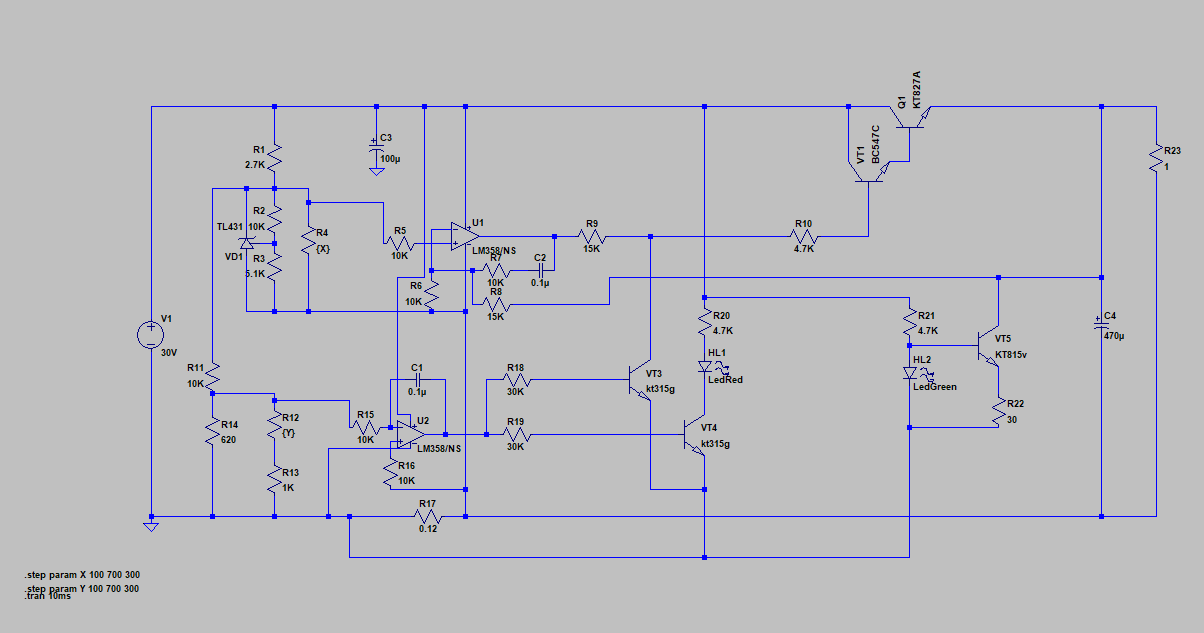 Q1
KT827A
VT1
BC547C
C3
100µ
R1
2.7K
R23
1
R2
10K
TL431
VD1
R3
5.1K
R4
{X}
R5
10K
U1
LM358/NS
R9
15K
R10
4.7K
R7
10K
C2
0.1µ
R6
10K
R8
15K
V1
30V
R20
4.7K
R21
4.7K
C4
470µ
VT5
KT815v
HL1
LedRed
HL2
LedGreen
R11
10K
C1
0.1µ
R18
30K
VT3
kt315g
R22
30
R14
620
R12
{Y}
R15
10K
U2
LM358/NS
R19
30K
VT4
kt315g
R13
1K
R16
10K
R17
0.12
.step param X 100 700 300
.step param Y 100 700 300
.tran 10ms